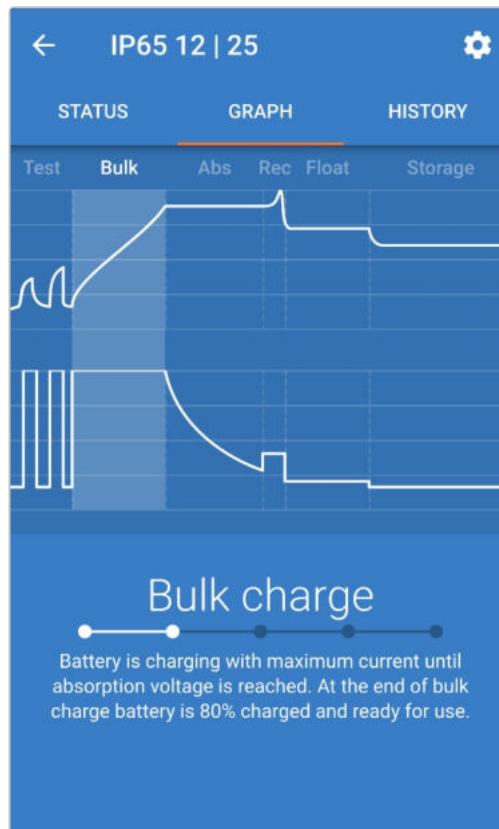 IP65 12 | 25
STATUS GRAPH HISTORY
Test Bulk Abs Rec Float Storage
Bulk charge
Battery is charging with maximum current until
absorption voltage is reached. At the end of bulk
charge battery is 80% charged and ready for use.